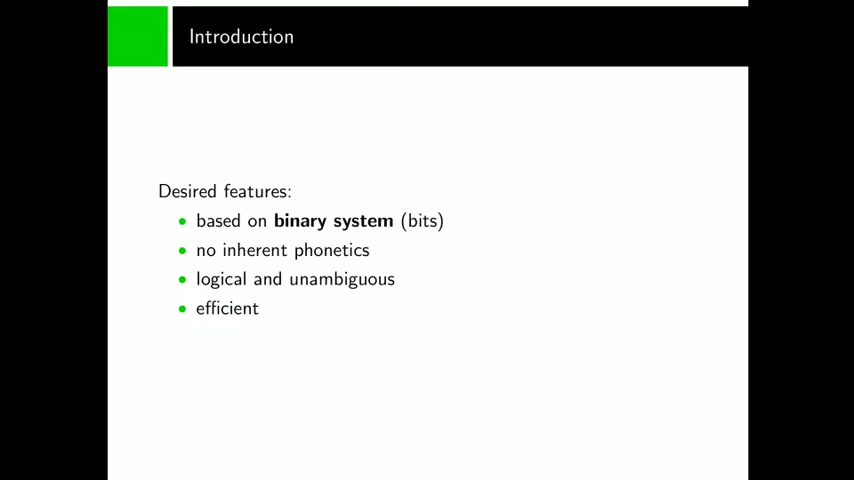 Introduction
Desired features:
• based on binary system (bits)
• no inherent phonetics
• logical and unambiguous
• efficient